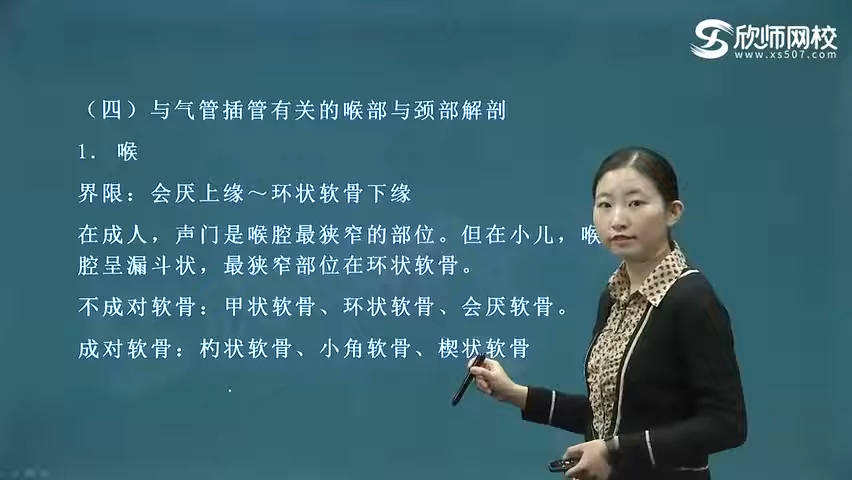 欣师网校
www.xs507.com
（四）与气管插管有关的喉部与颈部解剖
1． 喉
界限：会厌上缘～环状软骨下缘
在成人，声门是喉腔最狭窄的部位。但在小儿，喉
腔呈漏斗状，最狭窄部位在环状软骨。
不成对软骨：甲状软骨、环状软骨、会厌软骨。
成对软骨：杓状软骨、小角软骨、楔状软骨